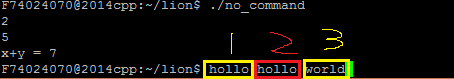 F74024070@2014cpp:~/lion$ ./no_command
2
5
x+y = 7
1 2 3
F74024070@2014cpp:~/lion$ hollo hollo world